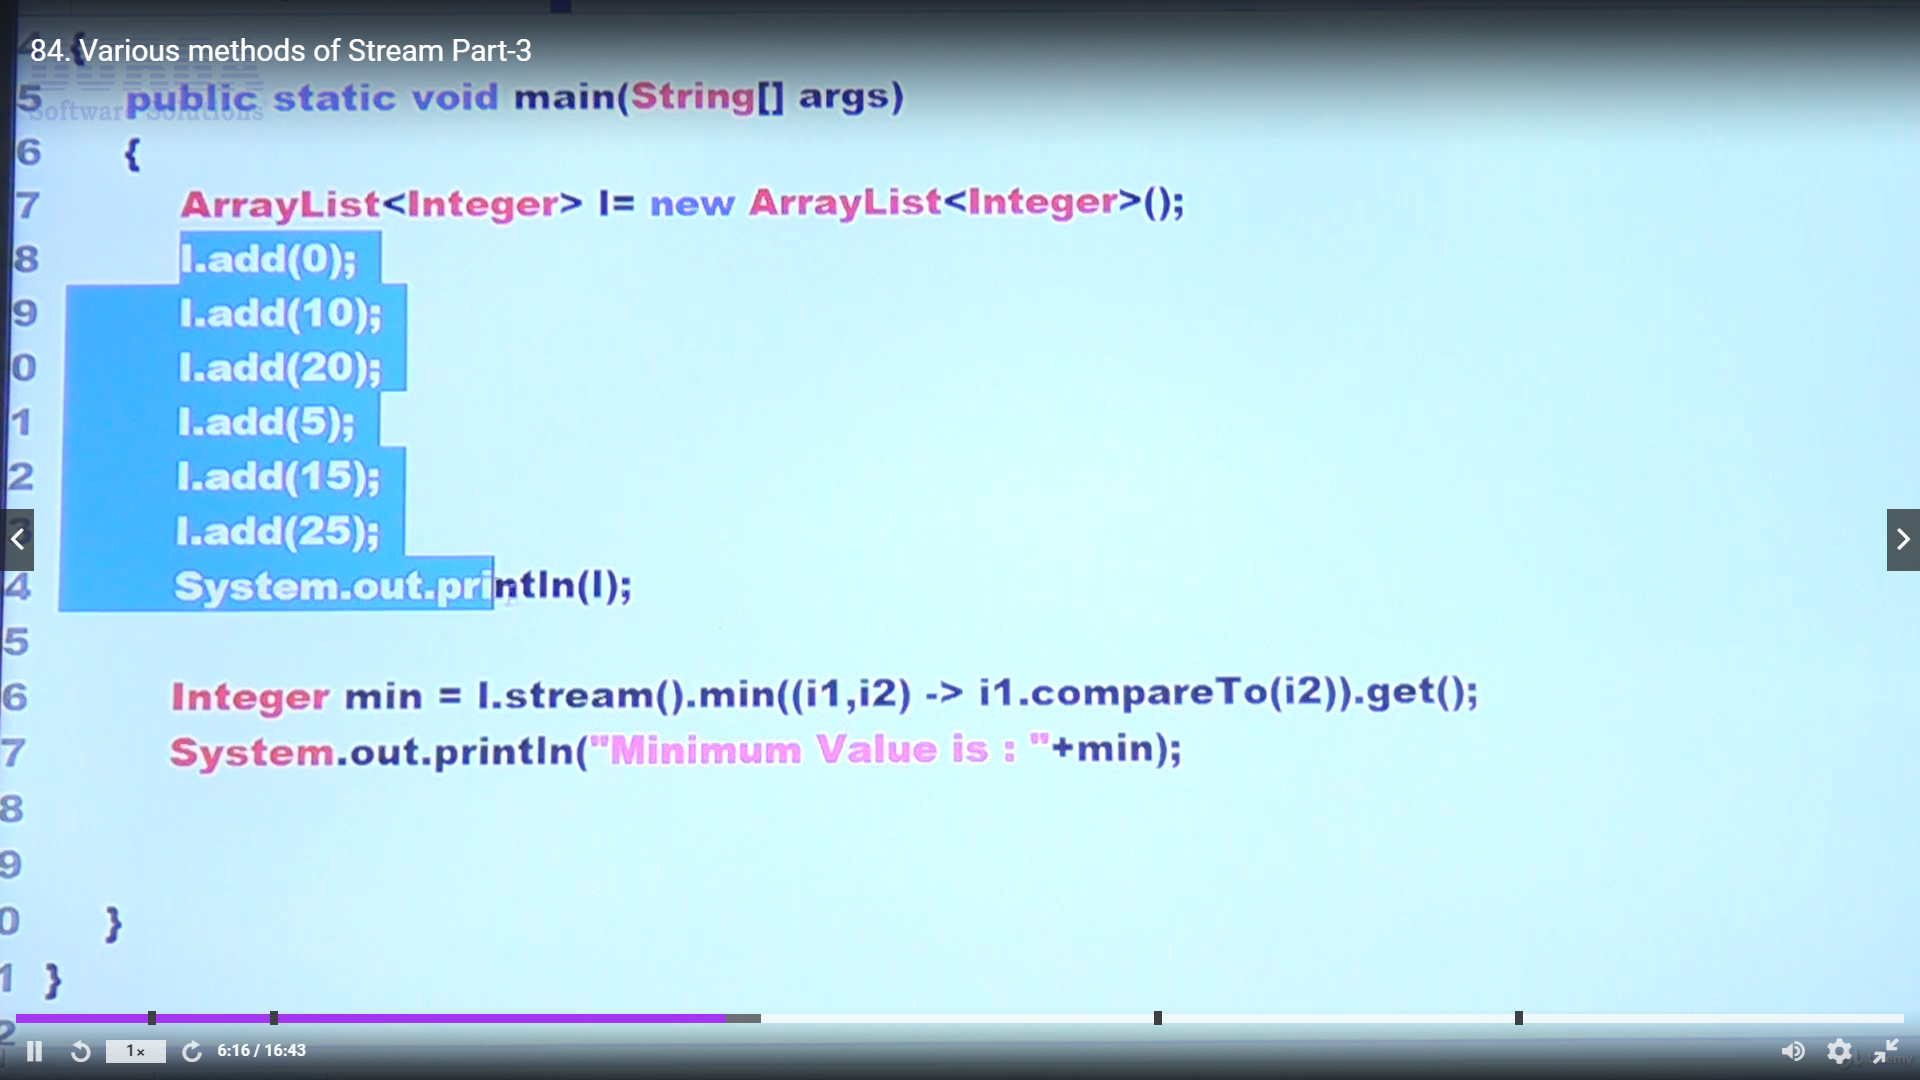 84. Various methods of Stream Part-3
Software Solutions
5 public static void main(String[] args)
6 {
7 ArrayList<Integer> l= new ArrayList<Integer>();
8 l.add(0);
9 l.add(10);
0 l.add(20);
1 l.add(5);
2 l.add(15);
l.add(25);
4 System.out.println(l);
5
6 Integer min = l.stream().min((i1,i2) -> i1.compareTo(i2)).get();
7 System.out.println("Minimum Value is : "+min);
8
9
0 }
1 }
2
1× 6:16 / 16:43